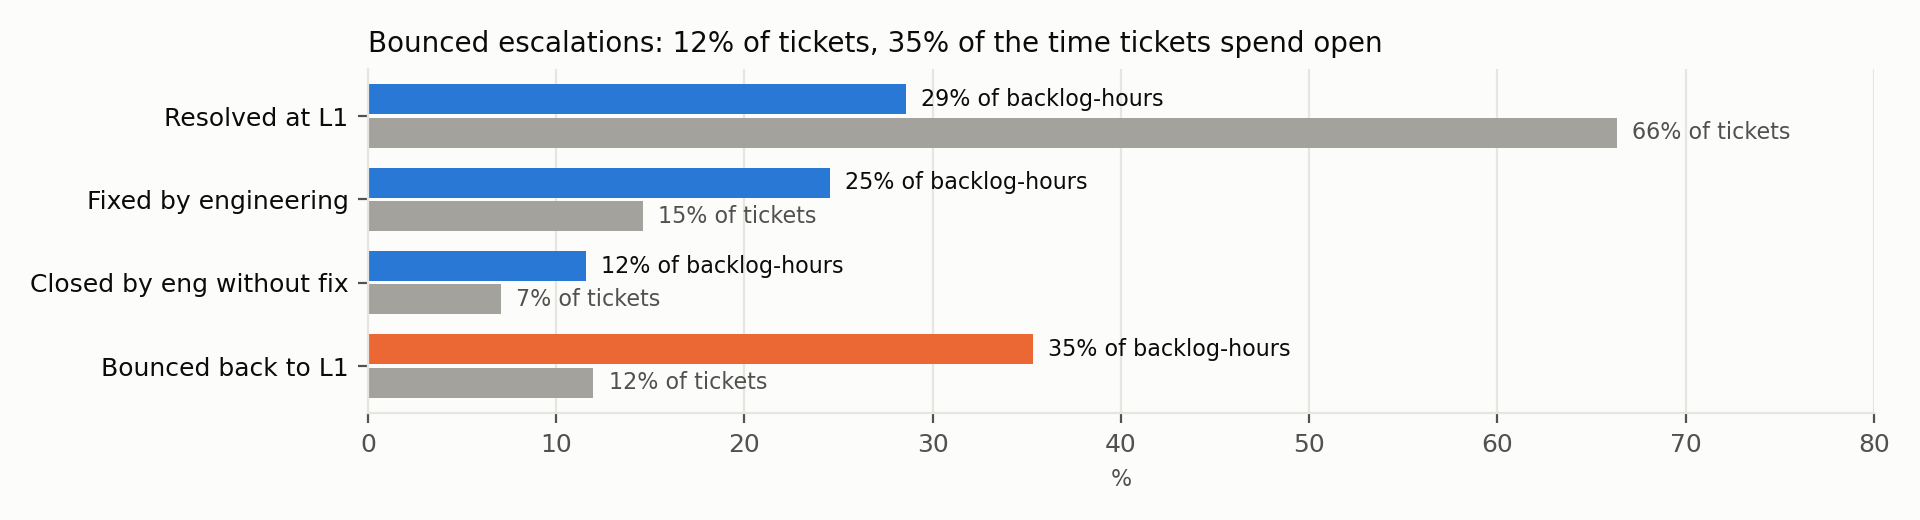 Bounced escalations: 12% of tickets, 35% of the time tickets spend open
Resolved at L1
29% of backlog-hours
66% of tickets
Fixed by engineering
25% of backlog-hours
15% of tickets
Closed by eng without fix
12% of backlog-hours
7% of tickets
Bounced back to L1
35% of backlog-hours
12% of tickets
0 10 20 30 40 50 60 70 80
%